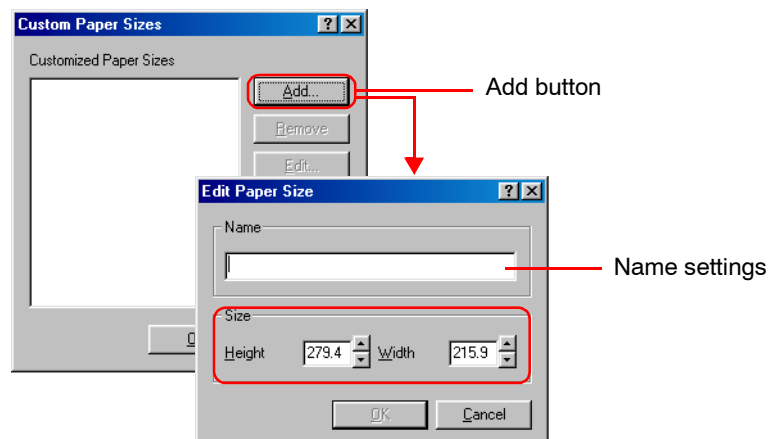 Custom Paper Sizes
Customized Paper Sizes
Add...
Add button
Remove
Edit...
Edit Paper Size
Name
Name settings
Size
Height 279.4 Width 215.9
O
OK Cancel